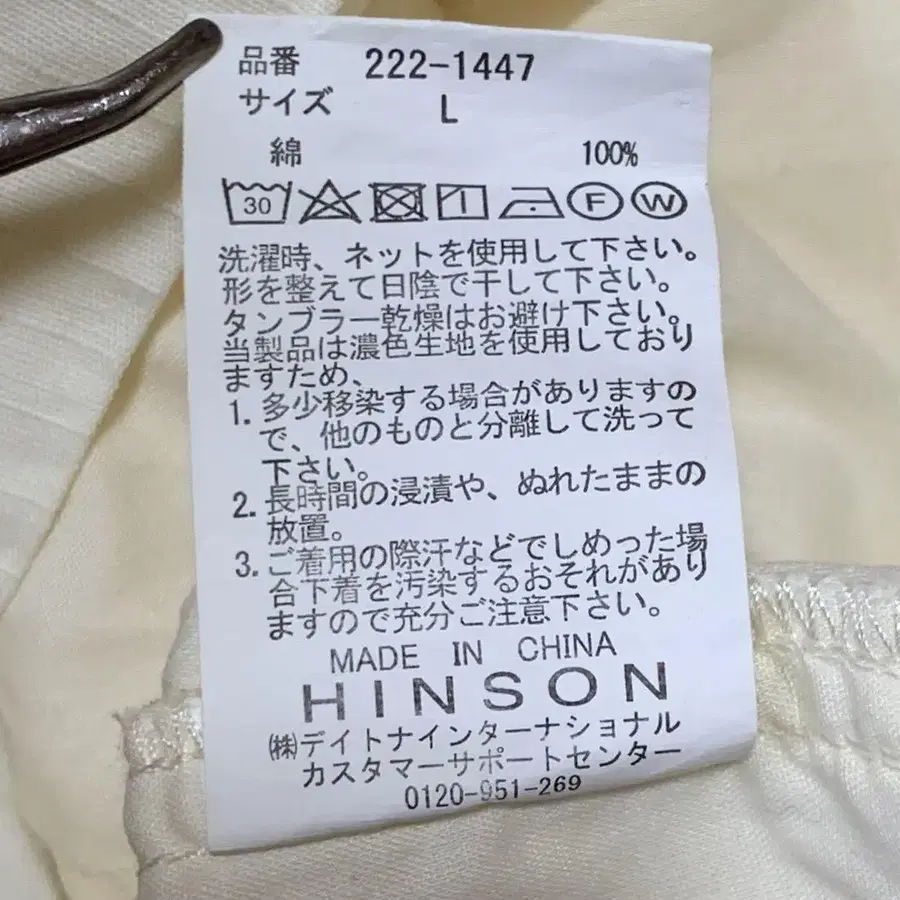 品番 222-1447
サイズ L
綿 100%
30 F W
洗濯時、ネットを使用して下さい。
形を整えて日陰で干して下さい。
タンブラー乾燥はお避け下さい。
当製品は濃色生地を使用しており
ますため、
1. 多少移染する場合がありますの
で、他のものと分離して洗って
下さい。
2. 長時間の浸漬や、ぬれたままの
放置。
3. ご着用の際汗などでしめった場
合下着を汚染するおそれがあり
ますので充分ご注意下さい。
MADE IN CHINA
HINSON
㈱デイトナインターナショナル
カスタマーサポートセンター
0120-951-269